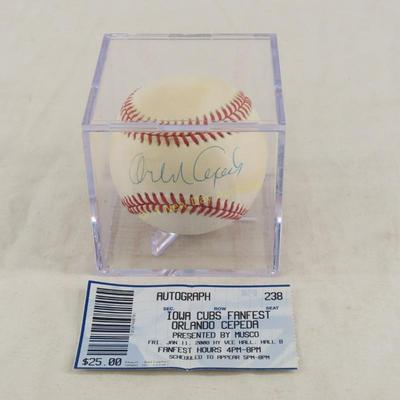 Orlando Cepeda
AUTOGRAPH 238
SEC. ROW SEAT
IOWA CUBS FANFEST
ORLANDO CEPEDA
PRESENTED BY MUSCO
FRI. JAN 11, 2008 HY VEE HALL, HALL B
FANFEST HOURS 4PM-8PM
SCHEDULED TO APPEAR 5PM-8PM
$25.00